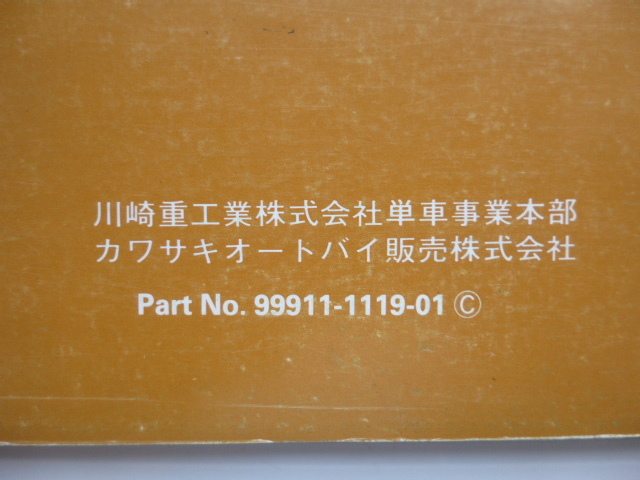 川崎重工業株式会社単車事業本部
カワサキオートバイ販売株式会社
Part No. 99911-1119-01 ©